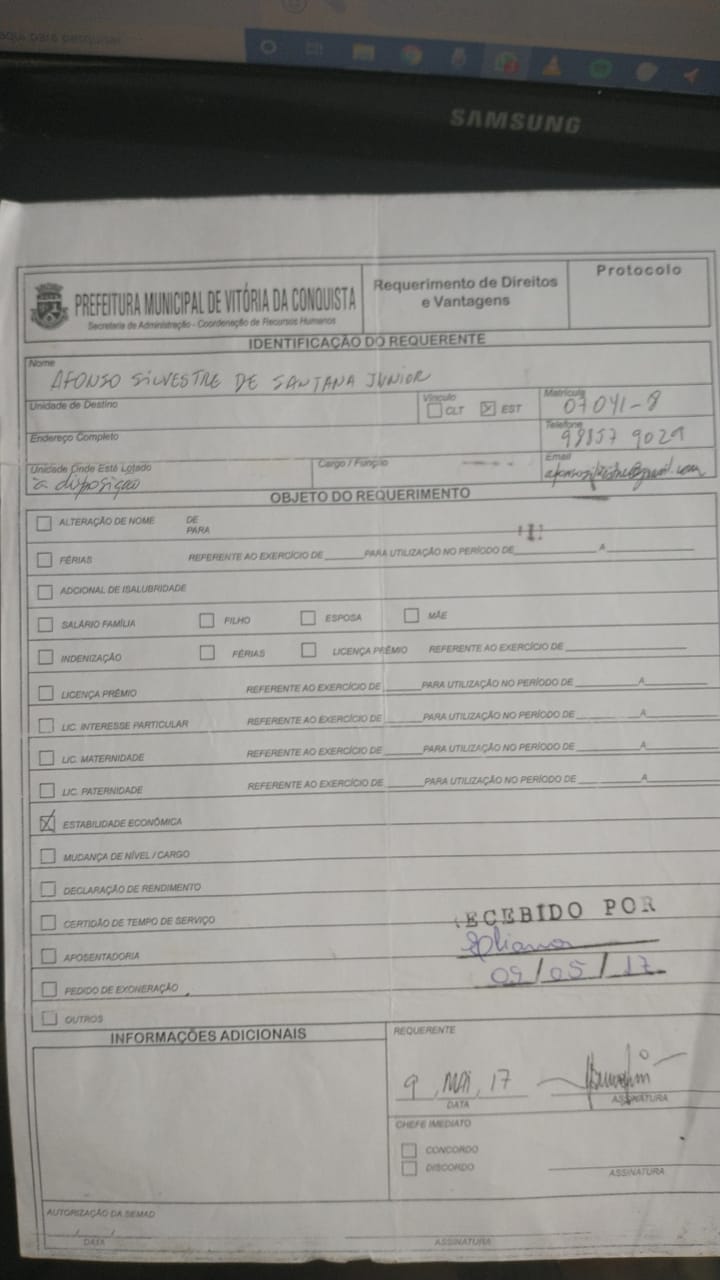 aqui para pesquisar
SAMSUNG
PREFEITURA MUNICIPAL DE VITÓRIA DA CONQUISTA
Secretaria de Administração - Coordenação de Recursos Humanos
Requerimento de Direitos e Vantagens
Protocolo
IDENTIFICAÇÃO DO REQUERENTE
Nome
AFONSO SILVESTRE DE SANTANA JUNIOR
Unidade de Destino
Vínculo
CLT
EST
Matrícula
07041-8
Endereço Completo
Telefone
98857 9029
Unidade Onde Está Lotado
à disposição
Cargo / Função
Email
OBJETO DO REQUERIMENTO
ALTERAÇÃO DE NOME DE
PARA
FÉRIAS REFERENTE AO EXERCÍCIO DE PARA UTILIZAÇÃO NO PERÍODO DE A
ADCIONAL DE ISALUBRIDADE
SALÁRIO FAMÍLIA FILHO ESPOSA MÃE
INDENIZAÇÃO FÉRIAS LICENÇA PRÊMIO REFERENTE AO EXERCÍCIO DE
LICENÇA PRÊMIO REFERENTE AO EXERCÍCIO DE PARA UTILIZAÇÃO NO PERÍODO DE A
LIC. INTERESSE PARTICULAR REFERENTE AO EXERCÍCIO DE PARA UTILIZAÇÃO NO PERÍODO DE A
LIC. MATERNIDADE REFERENTE AO EXERCÍCIO DE PARA UTILIZAÇÃO NO PERÍODO DE A
LIC. PATERNIDADE REFERENTE AO EXERCÍCIO DE PARA UTILIZAÇÃO NO PERÍODO DE A
ESTABILIDADE ECONÔMICA
MUDANÇA DE NÍVEL / CARGO
DECLARAÇÃO DE RENDIMENTO
CERTIDÃO DE TEMPO DE SERVIÇO
APOSENTADORIA
PEDIDO DE EXONERAÇÃO
OUTROS
ECEBIDO POR
09/05/17
INFORMAÇÕES ADICIONAIS
REQUERENTE
9, MAI, 17
DATA
ASSINATURA
CHEFE IMEDIATO
CONCORDO
DISCORDO
ASSINATURA
AUTORIZAÇÃO DA SEMAD
DATA
ASSINATURA